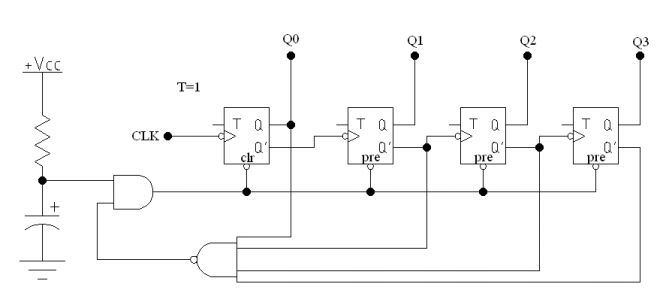 Q0 Q1 Q2 Q3
+Vcc
T=1
T Q T Q T Q T Q
CLK
Q' Q' Q' Q'
clr pre pre pre
+